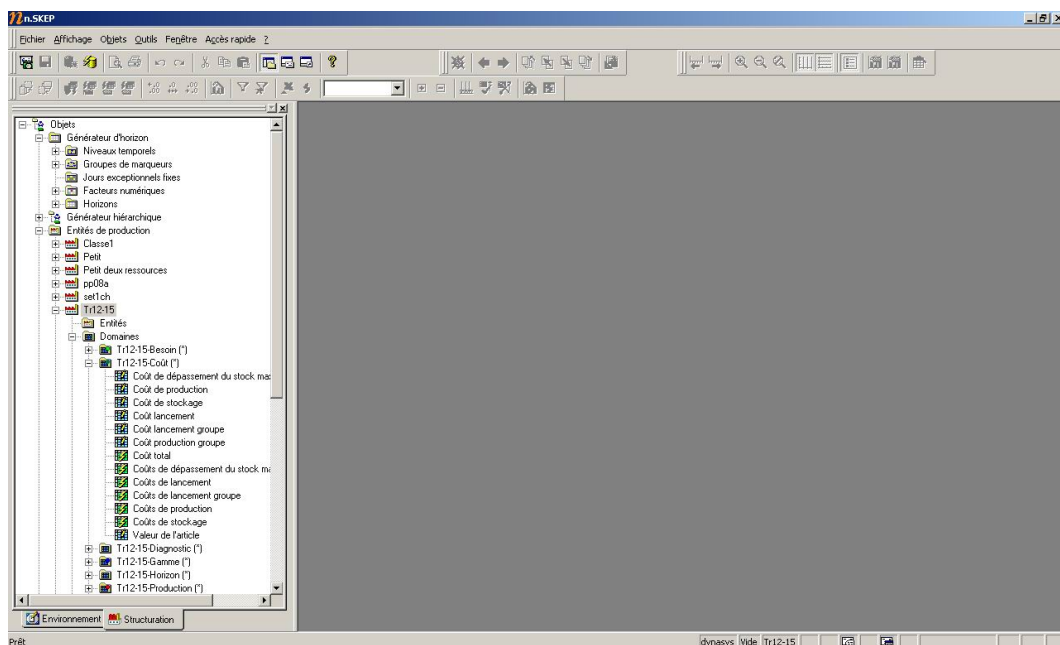 n.SKEP
Fichier Affichage Objets Outils Fenêtre Accès rapide ?
Objets
Générateur d'horizon
Niveaux temporels
Groupes de marqueurs
Jours exceptionnels fixes
Facteurs numériques
Horizons
Générateur hiérarchique
Entités de production
Classe1
Petit
Petit deux ressources
pp08a
set1ch
Tr12-15
Entités
Domaines
Tr12-15-Besoin (*)
Tr12-15-Coût (*)
Coût de dépassement du stock max
Coût de production
Coût de stockage
Coût lancement
Coût lancement groupe
Coût production groupe
Coût total
Coûts de dépassement du stock ma
Coûts de lancement
Coûts de lancement groupe
Coûts de production
Coûts de stockage
Valeur de l'article
Tr12-15-Diagnostic (*)
Tr12-15-Gamme (*)
Tr12-15-Horizon (*)
Tr12-15-Production (*)
Environnement Structuration
Prêt dynasys Vide Tr12-15